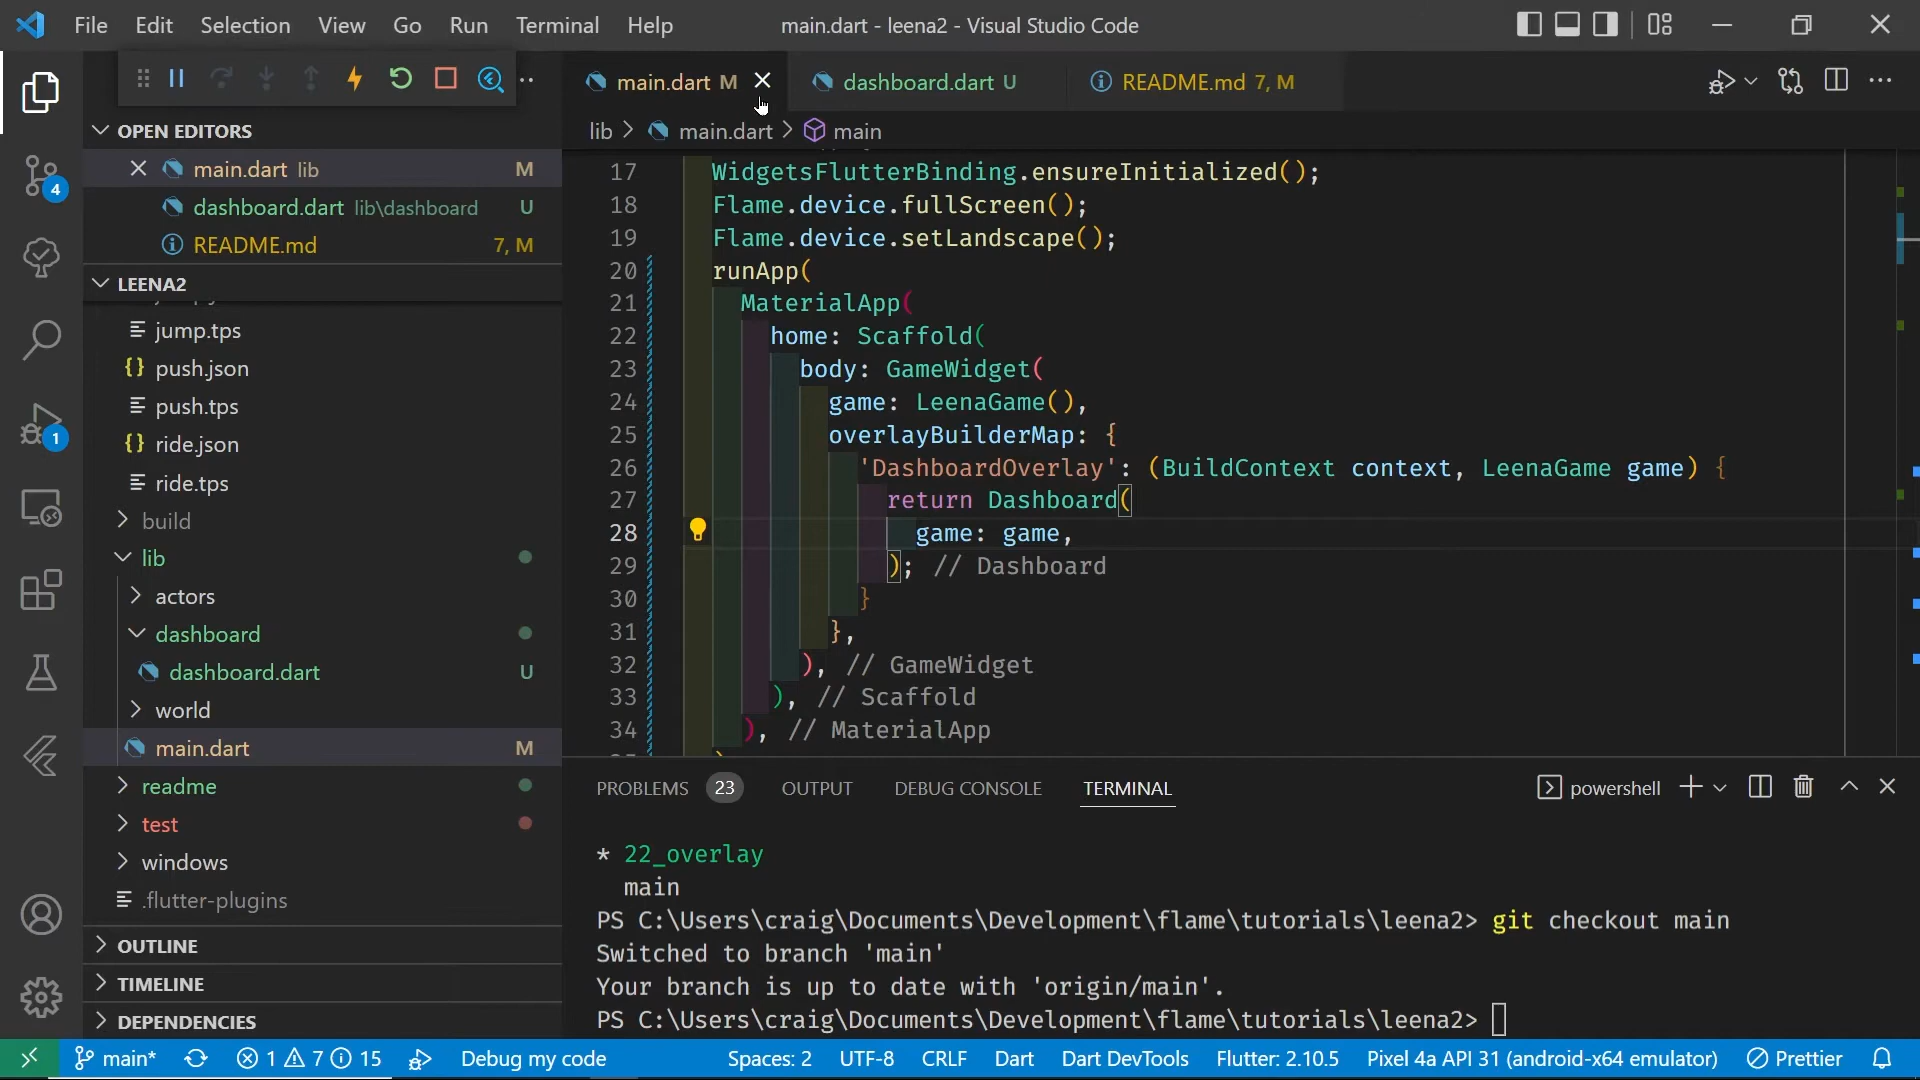 File Edit Selection View Go Run Terminal Help main.dart - leena2 - Visual Studio Code
main.dart M dashboard.dart U README.md 7, M
OPEN EDITORS
main.dart lib M
dashboard.dart lib\dashboard U
README.md 7, M
LEENA2
jump.tps
push.json
push.tps
ride.json
ride.tps
build
lib
actors
dashboard
dashboard.dart U
world
main.dart M
readme
test
windows
.flutter-plugins
OUTLINE
TIMELINE
DEPENDENCIES
4
1
lib > main.dart > main
17 WidgetsFlutterBinding.ensureInitialized();
18 Flame.device.fullScreen();
19 Flame.device.setLandscape();
20 runApp(
21 MaterialApp(
22 home: Scaffold(
23 body: GameWidget(
24 game: LeenaGame(),
25 overlayBuilderMap: {
26 'DashboardOverlay': (BuildContext context, LeenaGame game) {
27 return Dashboard(
28 game: game,
29 ); // Dashboard
30 }
31 },
32 ), // GameWidget
33 ), // Scaffold
34 ), // MaterialApp
PROBLEMS 23 OUTPUT DEBUG CONSOLE TERMINAL powershell
* 22_overlay
main
PS C:\Users\craig\Documents\Development\flame\tutorials\leena2> git checkout main
Switched to branch 'main'
Your branch is up to date with 'origin/main'.
PS C:\Users\craig\Documents\Development\flame\tutorials\leena2>
main* 1 7 15 Debug my code Spaces: 2 UTF-8 CRLF Dart Dart DevTools Flutter: 2.10.5 Pixel 4a API 31 (android-x64 emulator) Prettier